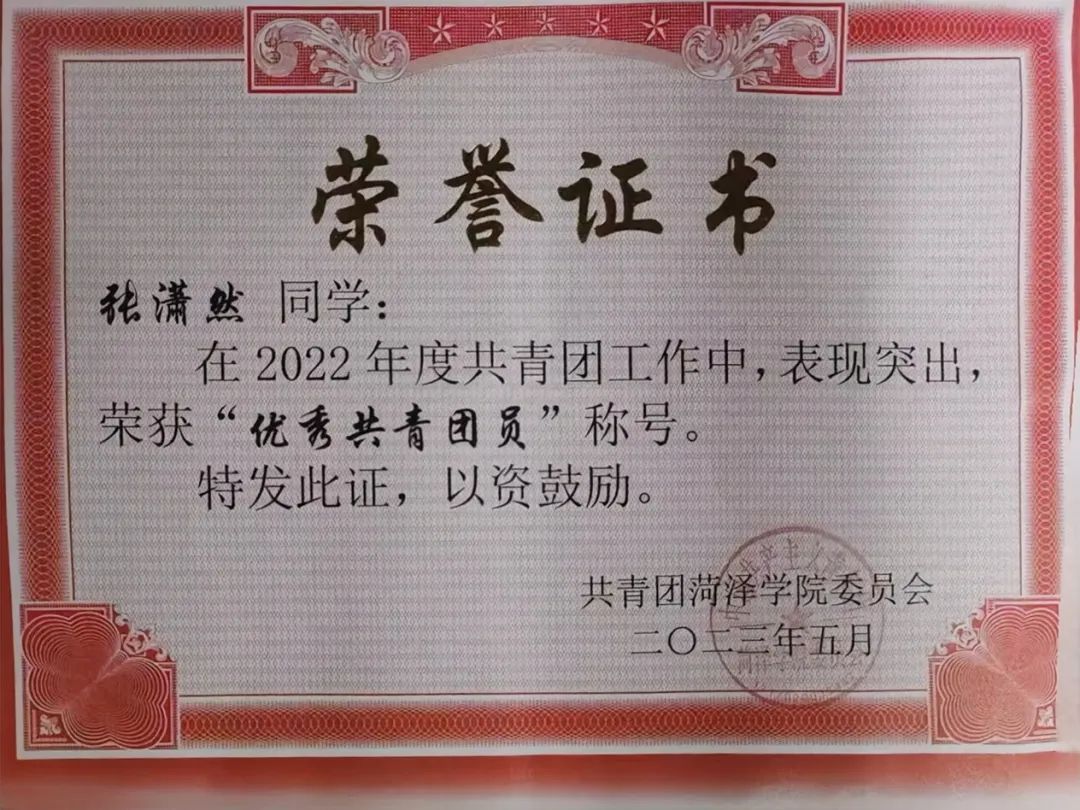 荣誉证书
张潇然 同学：
在2022年度共青团工作中，表现突出，
荣获“优秀共青团员”称号。
特发此证，以资鼓励。
共青团菏泽学院委员会
二〇二三年五月